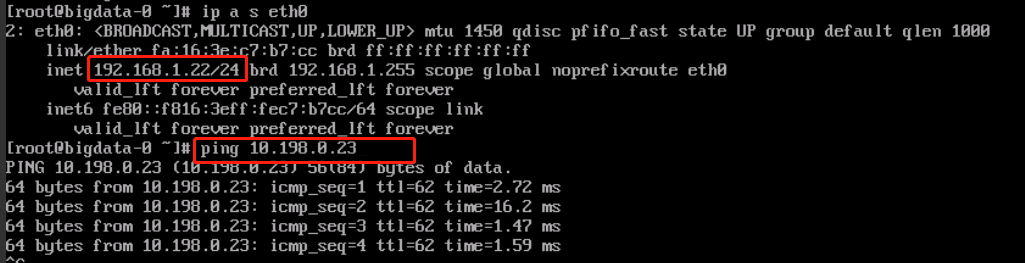 [root@bigdata-0 ~]# ip a s eth0
2: eth0: <BROADCAST,MULTICAST,UP,LOWER_UP> mtu 1450 qdisc pfifo_fast state UP group default qlen 1000
link/ether fa:16:3e:c7:b7:cc brd ff:ff:ff:ff:ff:ff
inet 192.168.1.22/24 brd 192.168.1.255 scope global noprefixroute eth0
valid_lft forever preferred_lft forever
inet6 fe80::f816:3eff:fec7:b7cc/64 scope link
valid_lft forever preferred_lft forever
[root@bigdata-0 ~]# ping 10.198.0.23
PING 10.198.0.23 (10.198.0.23) 56(84) bytes of data.
64 bytes from 10.198.0.23: icmp_seq=1 ttl=62 time=2.72 ms
64 bytes from 10.198.0.23: icmp_seq=2 ttl=62 time=16.2 ms
64 bytes from 10.198.0.23: icmp_seq=3 ttl=62 time=1.47 ms
64 bytes from 10.198.0.23: icmp_seq=4 ttl=62 time=1.59 ms